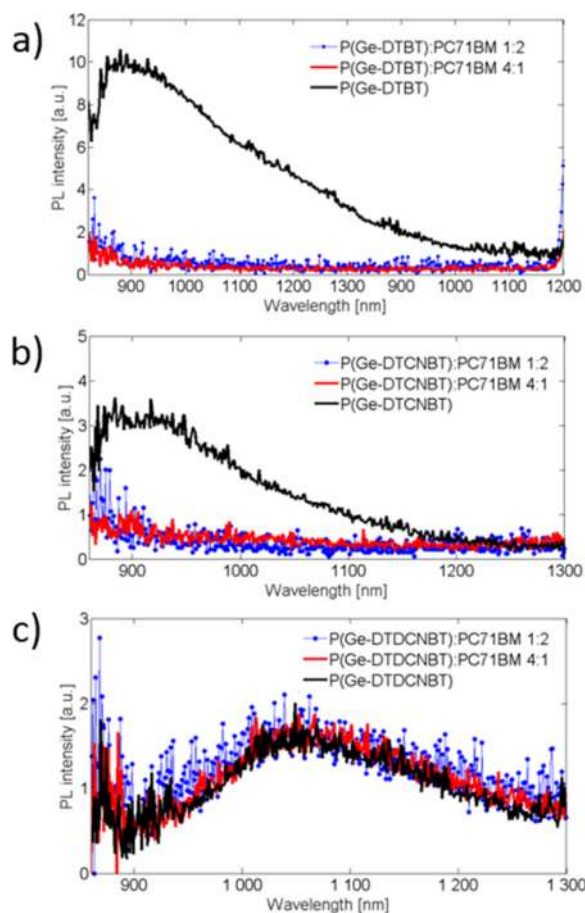 a)
12
10
8
6
4
2
0
PL intensity [a.u.]
P(Ge-DTBT):PC71BM 1:2
P(Ge-DTBT):PC71BM 4:1
P(Ge-DTBT)
900 1000 1100 1200 1300 900 1000 1100 1200
Wavelength [nm]
b)
5
4
3
2
1
0
PL intensity [a.u.]
P(Ge-DTCNBT):PC71BM 1:2
P(Ge-DTCNBT):PC71BM 4:1
P(Ge-DTCNBT)
900 1000 1100 1200 1300
Wavelength [nm]
c)
3
2
1
0
PL intensity [a.u.]
P(Ge-DTDCNBT):PC71BM 1:2
P(Ge-DTDCNBT):PC71BM 4:1
P(Ge-DTDCNBT)
900 1 000 1 100 1 200 1 300
Wavelength [nm]